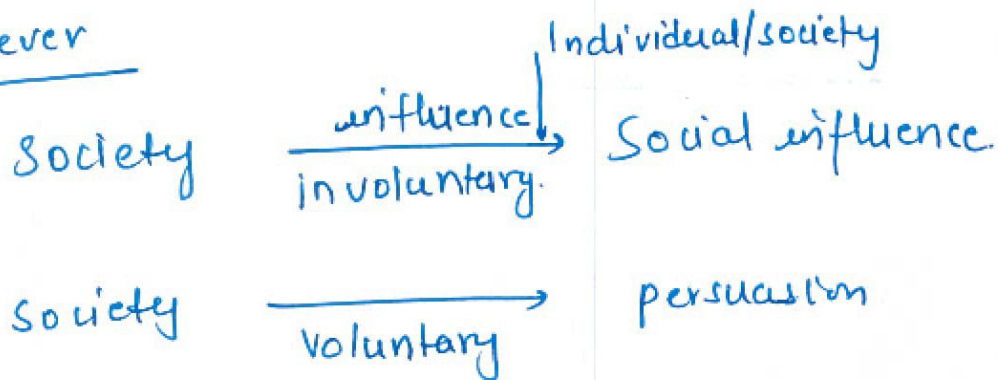 ever
Individual/society
influence
Society
Social influence.
involuntary.
society
persuasion
voluntary